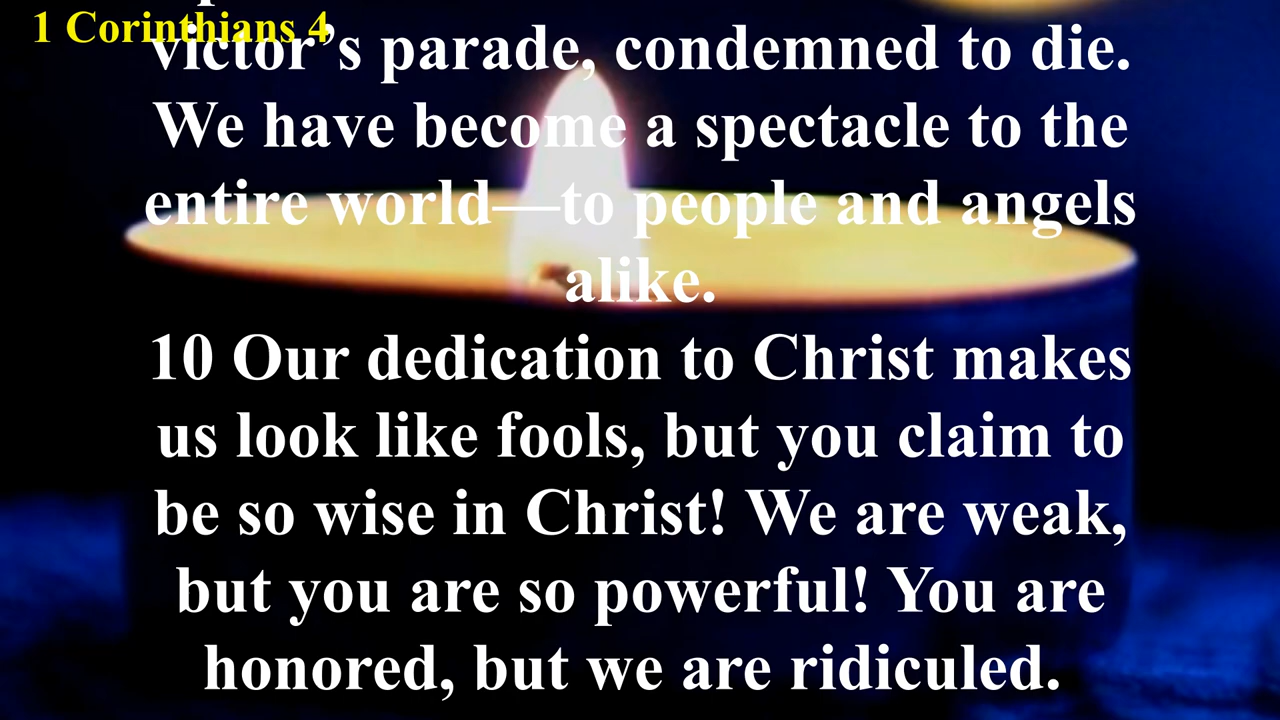 1 Corinthians 4
victor’s parade, condemned to die.
We have become a spectacle to the
entire world—to people and angels
alike.
10 Our dedication to Christ makes
us look like fools, but you claim to
be so wise in Christ! We are weak,
but you are so powerful! You are
honored, but we are ridiculed.